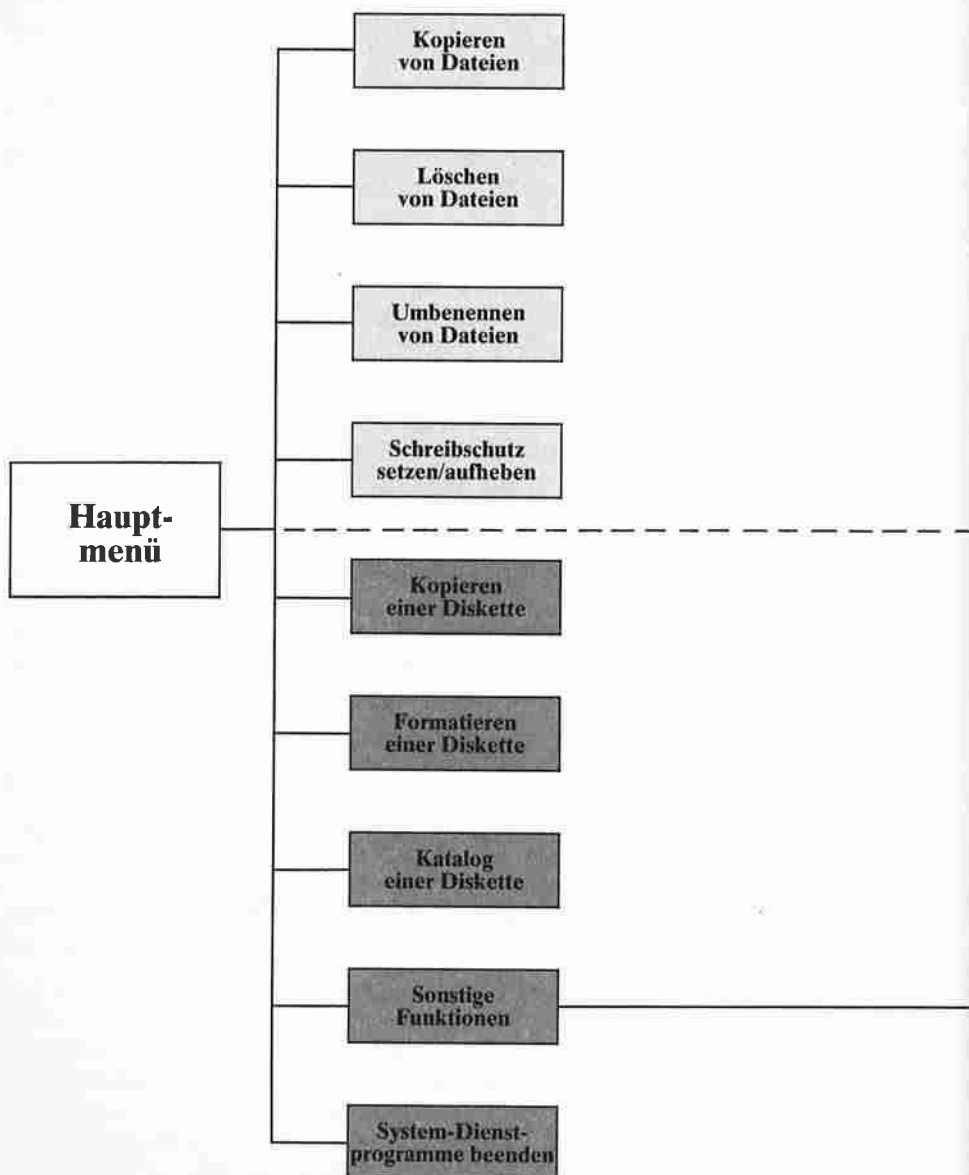 Kopieren
von Dateien
Löschen
von Dateien
Umbenennen
von Dateien
Schreibschutz
setzen/aufheben
Haupt-
menü
Kopieren
einer Diskette
Formatieren
einer Diskette
Katalog
einer Diskette
Sonstige
Funktionen
System-Dienst-
programme beenden